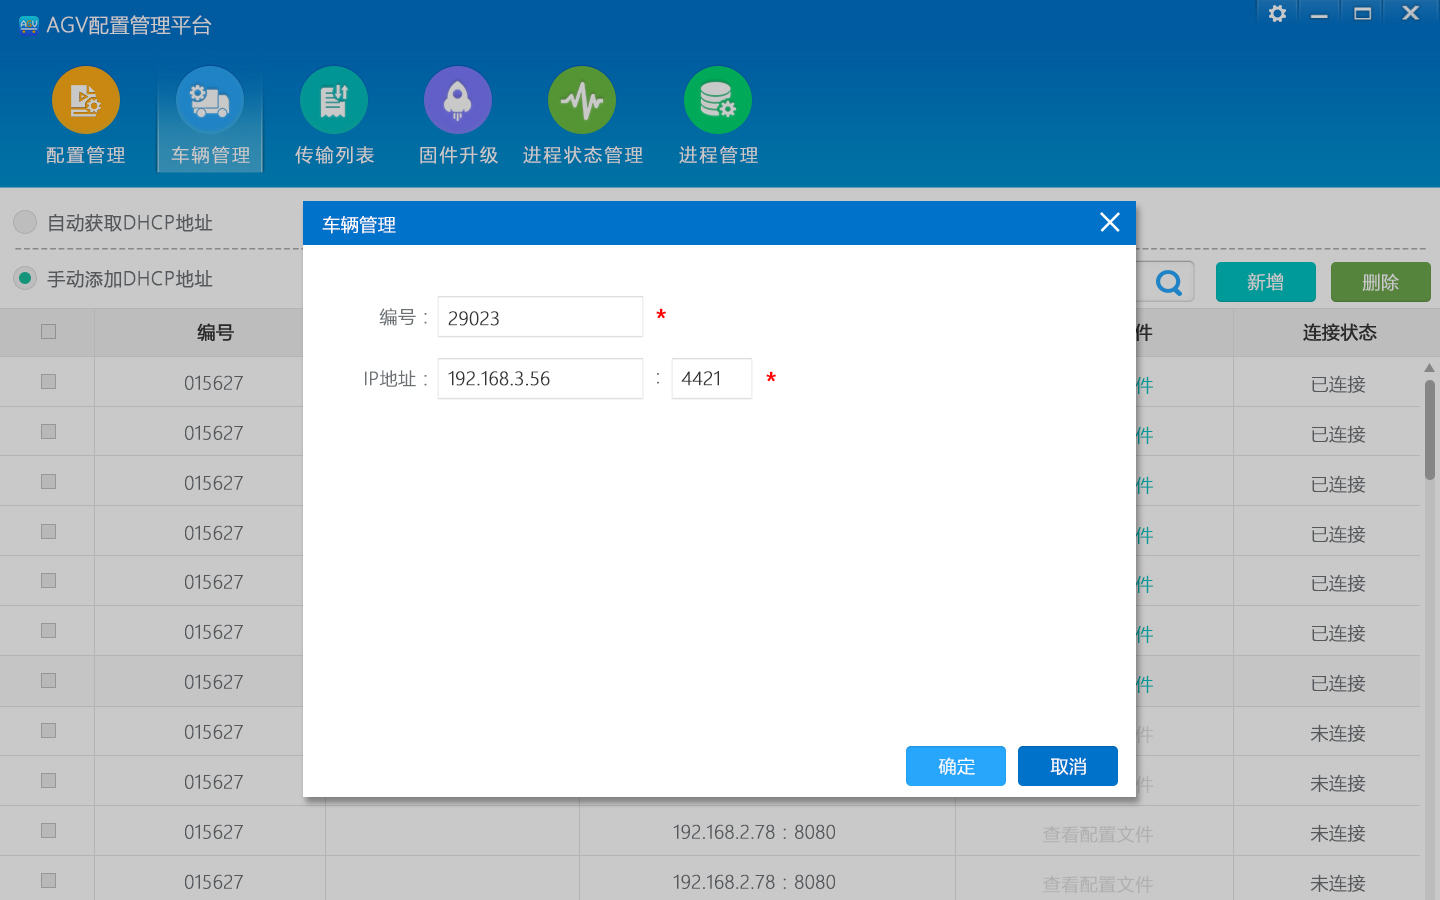 AGV配置管理平台
配置管理 车辆管理 传输列表 固件升级 进程状态管理 进程管理
自动获取DHCP地址
手动添加DHCP地址
新增 删除
车辆管理
编号 : 29023 *
IP地址 : 192.168.3.56 : 4421 *
确定 取消
编号 件 连接状态
015627 件 已连接
015627 件 已连接
015627 件 已连接
015627 件 已连接
015627 件 已连接
015627 件 已连接
015627 件 已连接
015627 件 未连接
015627 件 未连接
015627 192.168.2.78 : 8080 查看配置文件 未连接
015627 192.168.2.78 : 8080 查看配置文件 未连接